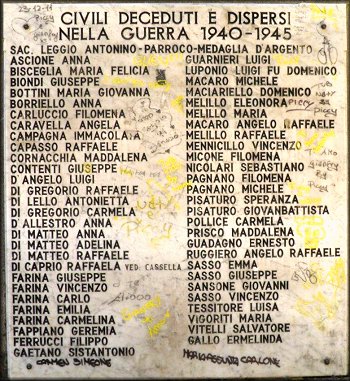 23-12-11
CIVILI DECEDUTI E DISPERSI
NELLA GUERRA 1940-1945
SAC. LEGGIO ANTONINO-PARROCO-MEDAGLIA D'ARGENTO
ASCIONE ANNA
BISCEGLIA MARIA FELICIA
BIONDI GIUSEPPE
BOTTINI MARIA GIOVANNA
BORRIELLO ANNA
CARLUCCIO FILOMENA
CARAVELLA ANGELA
CAMPAGNA IMMACOLATA
CAPASSO RAFFAELE
CORNACCHIA MADDALENA
CONTENTI GIUSEPPE
D'ANGELO LUIGI
DI GREGORIO RAFFAELE
DI LELLO ANTONIETTA
DI GREGORIO CARMELA
D'ALLESTRO ANNA
DI MATTEO ANNA
DI MATTEO ADELINA
DI MATTEO RAFFAELE
DI CAPRIO RAFFAELA VED. CASSELLA
FARINA GIUSEPPE
FARINA VINCENZO
FARINA CARLO
FARINA EMILIA
FARINA CARMELINA
FAPPIANO GEREMIA
FERRUCCI FILIPPO
GAETANO SISTANTONIO
CARMEN SIMEONE
GUARNIERI LUIGI
LUPONIO LUIGI FU DOMENICO
MACARO MICHELE
MACIARIELLO DOMENICO
MELILLO ELEONORA
MELILLO MARIA
MACARO ANGELO RAFFAELE
MELILLO RAFFAELE
MENNICILLO VINCENZO
MICONE FILOMENA
NICOLARI SEBASTIANO
PAGNANO FILOMENA
PAGNANO MICHELE
PISATURO SPERANZA
PISATURO GIOVANBATTISTA
POLLICE CARMELA
PRISCO MADDALENA
GUADAGNO ERNESTO
RUGGIERO ANGELO RAFFAELE
SASSO EMMA
SASSO GIUSEPPE
SANSONE GIOVANNI
SASSO VINCENZO
TESSITORE LUISA
VIGORITI MARIA
VITELLI SALVATORE
GALLO ERMELINDA
MARIASSUNTA CARLONE